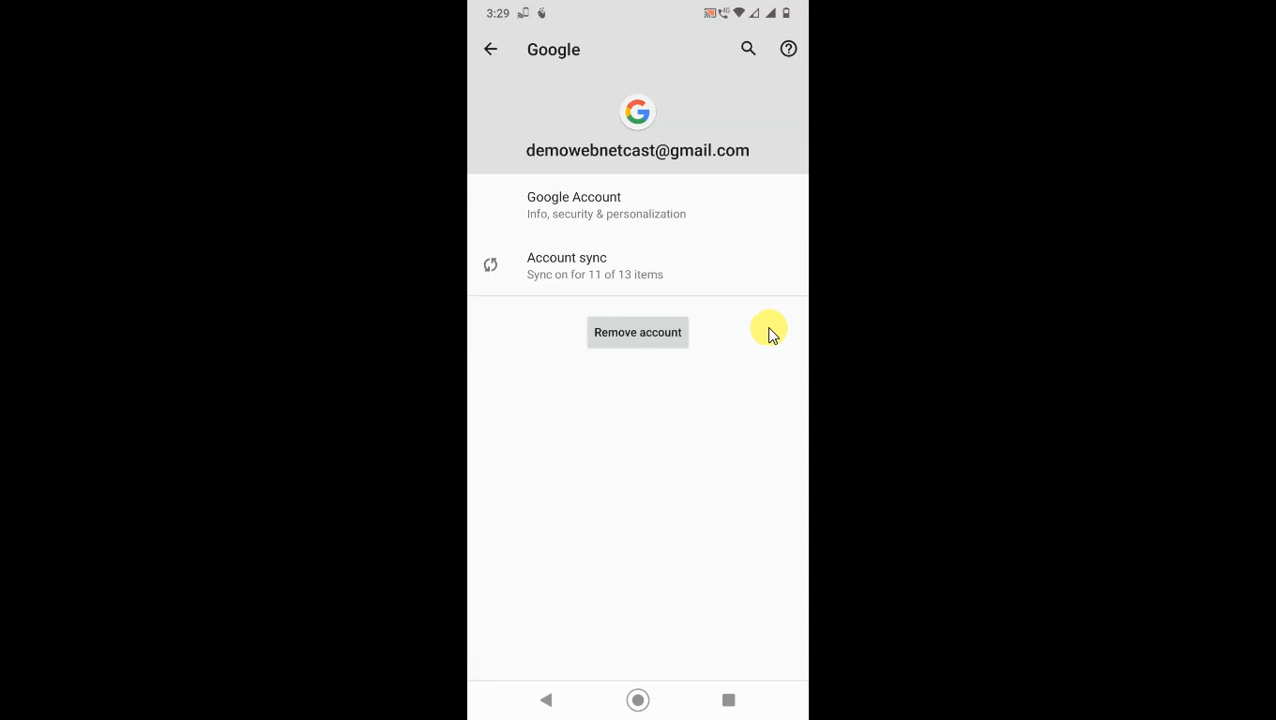 3:29
4G
Google
demowebnetcast@gmail.com
Google Account
Info, security & personalization
Account sync
Sync on for 11 of 13 items
Remove account